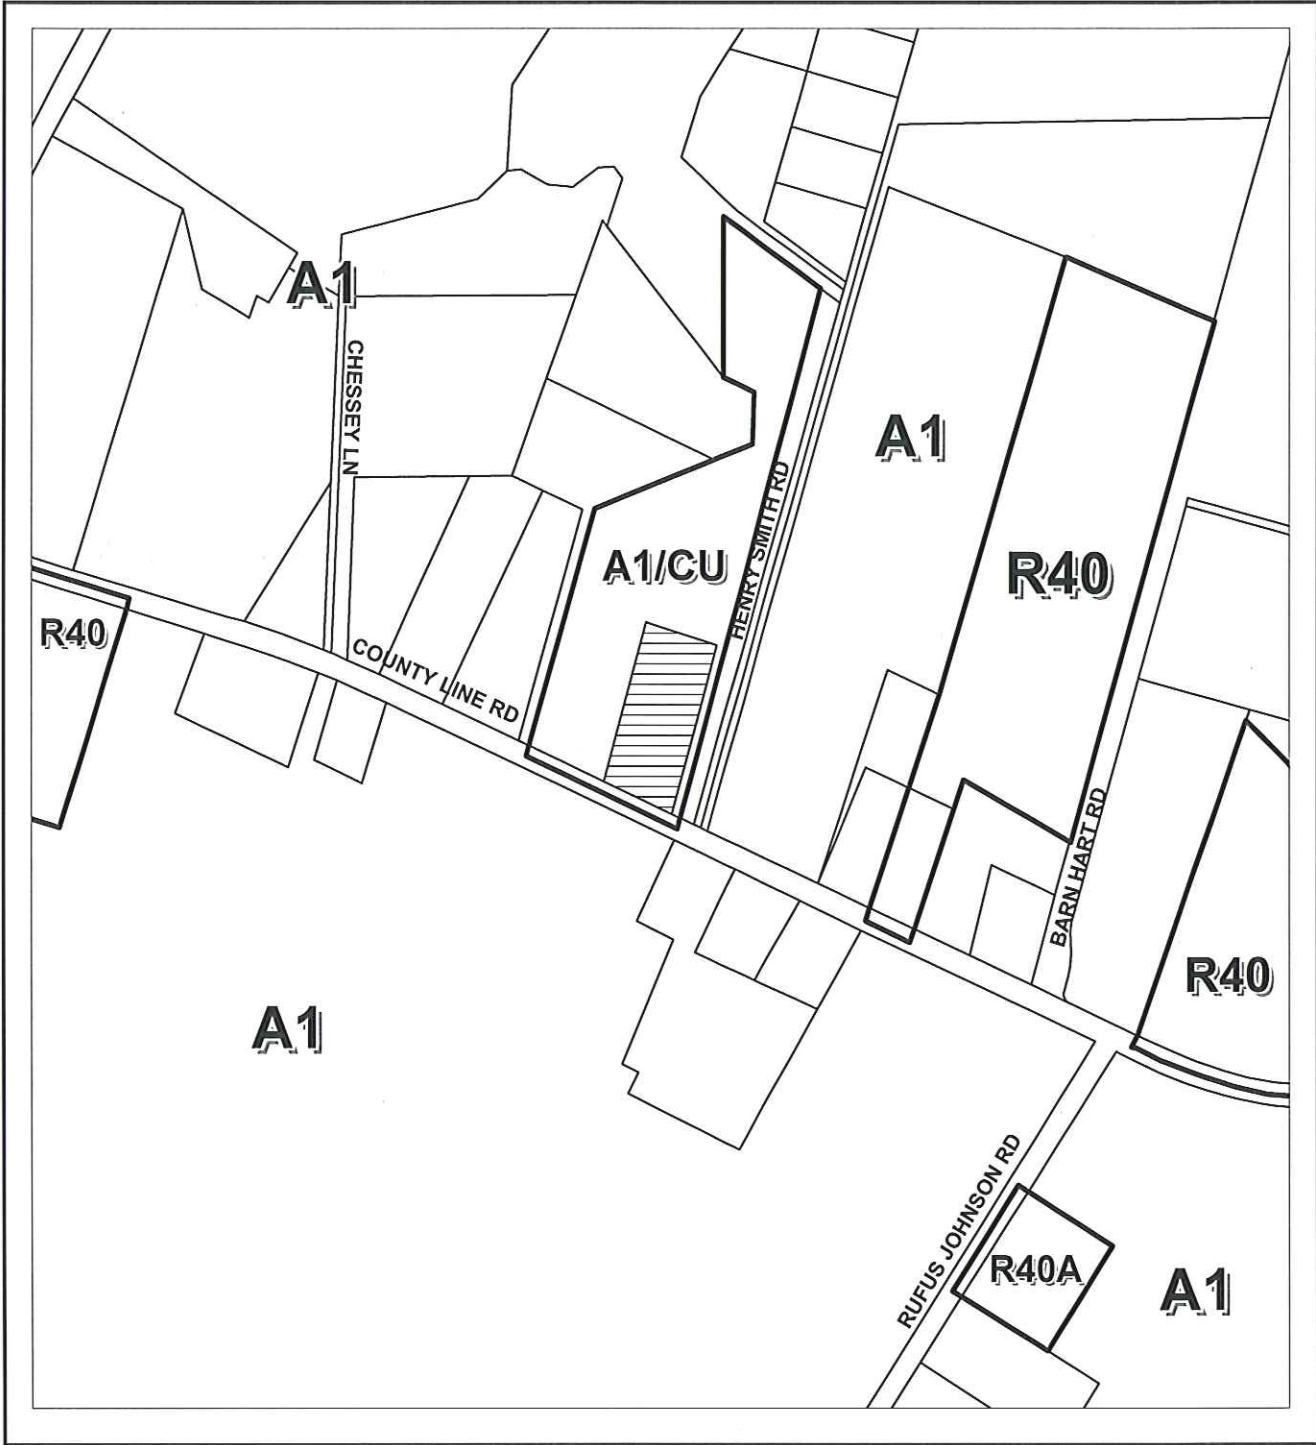 A1
CHESSEY LN
A1
HENRY SMITH RD
A1/CU
R40
R40
COUNTY LINE RD
BARN HART RD
R40
A1
RUFUS JOHNSON RD
R40A
A1